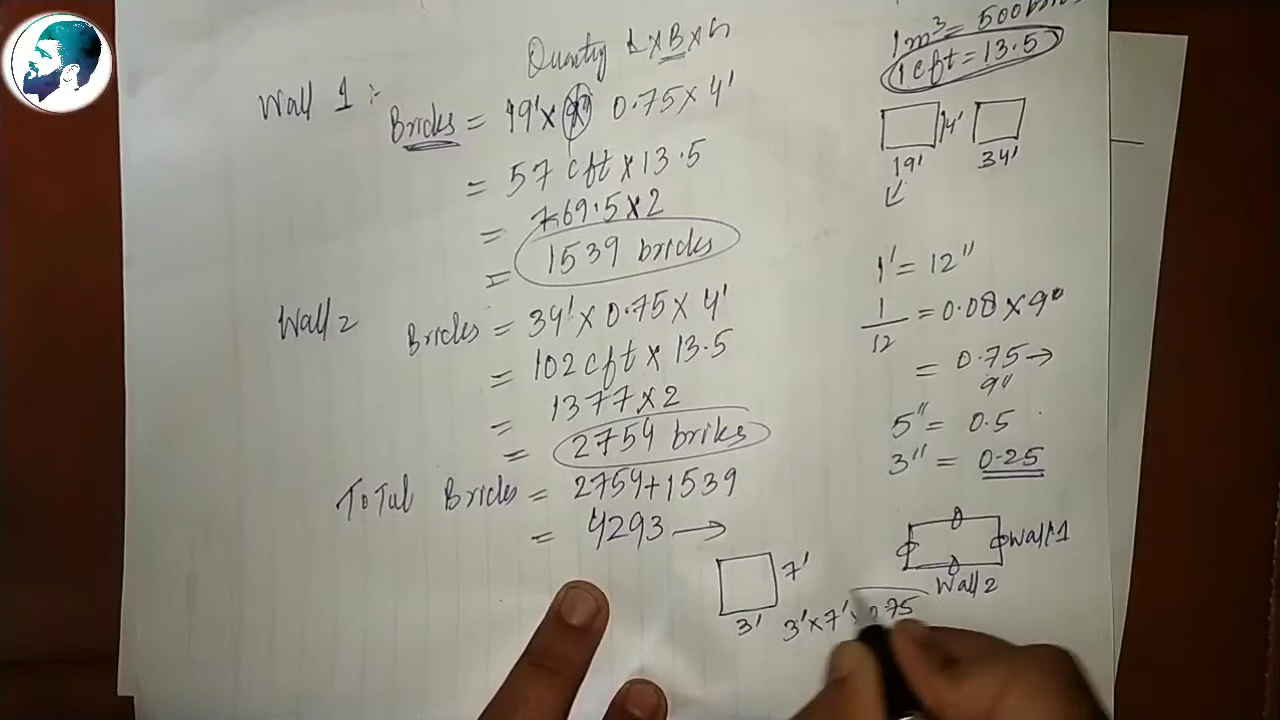 Quantity L×B×h
Wall 1 :-
Bricks = 19'× 0.75×4'
= 57 cft×13.5
= 769.5×2
= 1539 bricks
Wall 2
Bricks = 34'×0.75×4'
= 102 cft×13.5
= 1377×2
= 2754 briks
ToTal Bricks = 2754+1539
= 4293→
1m³= 500 bricks
1 cft = 13.5
4'
19' 34'
1'= 12"
1/12 = 0.08×9"
= 0.75→
9"
5"= 0.5
3"= 0.25
Wall 1
Wall 2
7'
3' 3'×7'×0.75